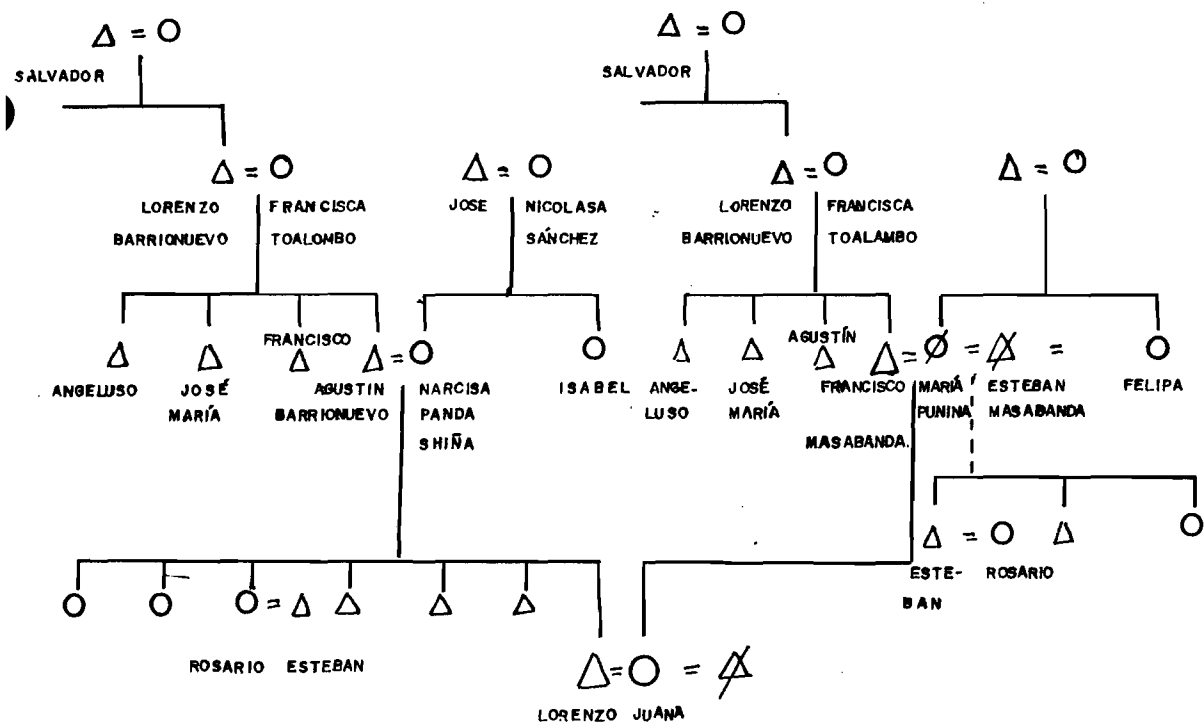 SALVADOR
SALVADOR
LORENZO FRANCISCA JOSE NICOLASA LORENZO FRANCISCA
BARRIONUEVO TOALOMBO SÁNCHEZ BARRIONUEVO TOALAMBO
FRANCISCO AGUSTÍN
ANGELUSO JOSÉ AGUSTIN NARCISA ISABEL ANGE- JOSÉ FRANCISCO MARÍA ESTEBAN FELIPA
MARÍA BARRIONUEVO PANDA LUSO MARÍA PUNINA MASABANDA
SHIÑA MASABANDA.
ESTE- ROSARIO
BAN
ROSARIO ESTEBAN
LORENZO JUANA